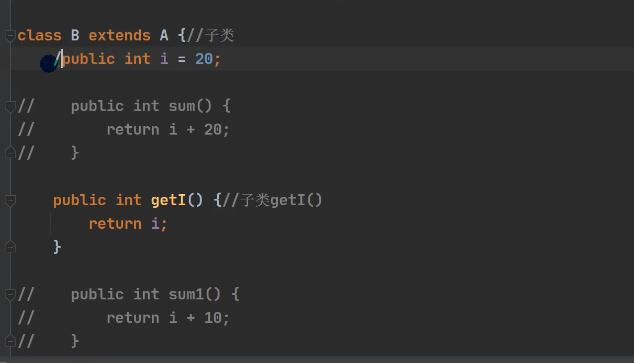 class B extends A {//子类
/public int i = 20;
//    public int sum() {
//        return i + 20;
//    }
public int getI() {//子类getI()
return i;
}
//    public int sum1() {
//        return i + 10;
//    }